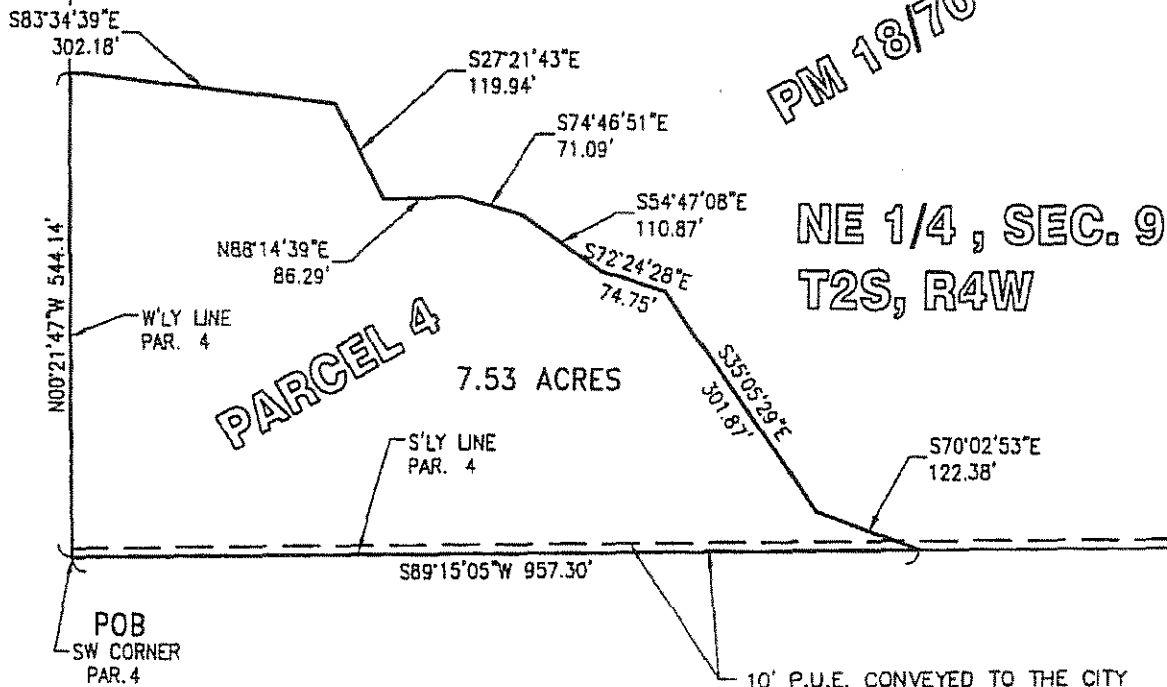 S83°34'39"E
302.18'
S27°21'43"E
119.94'
PM 18/70
S74°46'51"E
71.09'
S54°47'08"E
110.87'
NE 1/4 , SEC. 9
T2S, R4W
N88°14'39"E
86.29'
S72°24'28"E
74.75'
N00°21'47"W 544.14'
W'LY LINE
PAR. 4
PARCEL 4
7.53 ACRES
S35°05'29"E
301.87'
S'LY LINE
PAR. 4
S70°02'53"E
122.38'
S89°15'05"W 957.30'
POB
SW CORNER
PAR.4
10' P.U.E. CONVEYED TO THE CITY